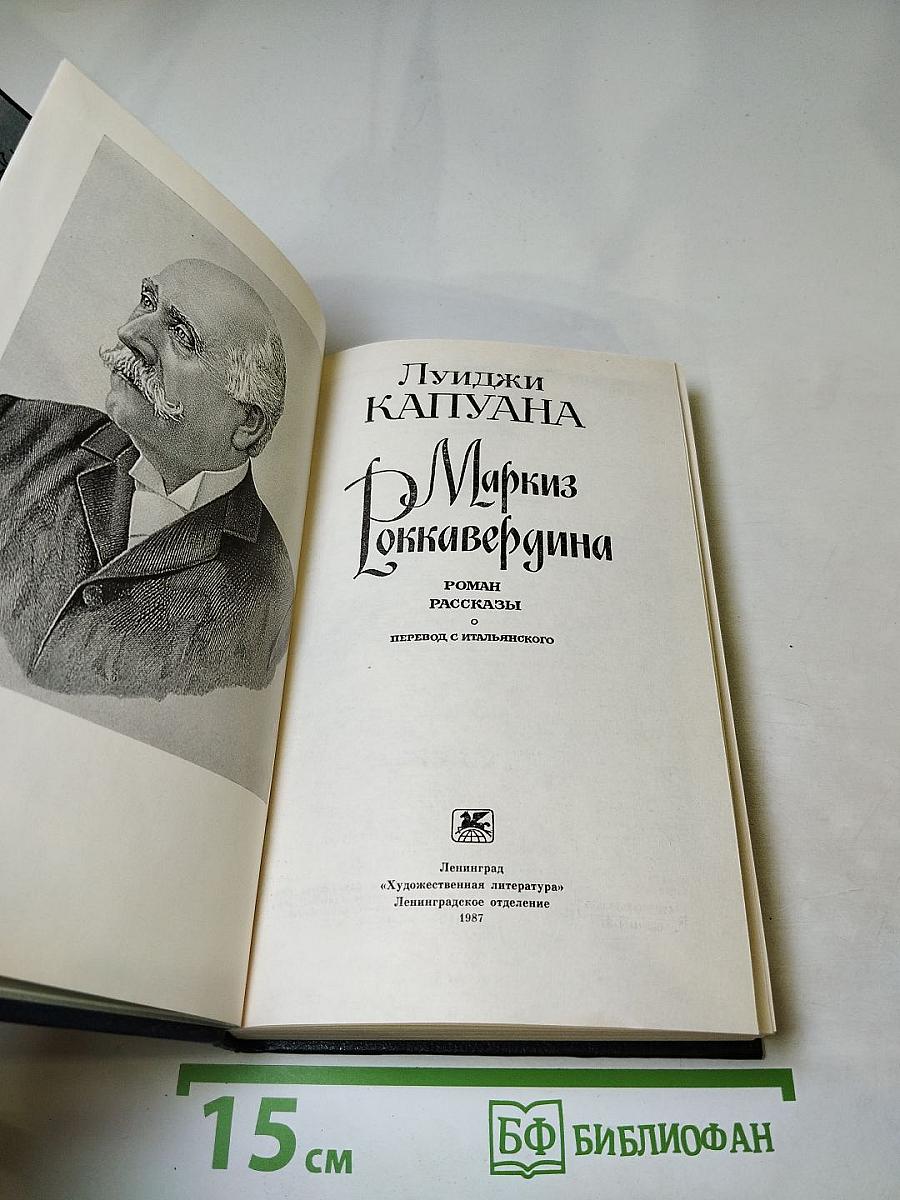 Луиджи
КАПУАНА
Маркиз
Роккавердина
РОМАН
РАССКАЗЫ
ПЕРЕВОД С ИТАЛЬЯНСКОГО
Ленинград
«Художественная литература»
Ленинградское отделение
1987
15 см
БФ БИБЛИОФАН